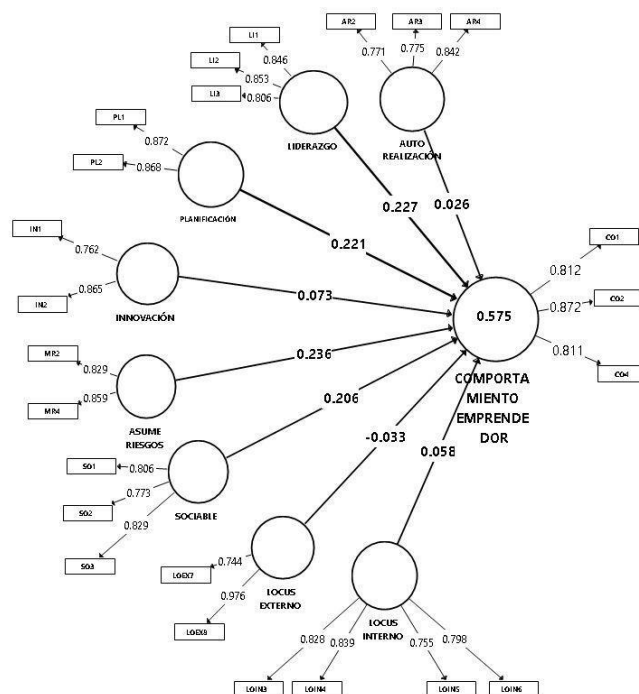 AR2
AR3
AR4
0.771
0.775
0.842
LI1
LI2
LI3
0.846
0.853
0.806
LIDERAZGO
AUTO
REALIZACIÓN
PL1
PL2
0.872
0.868
PLANIFICACIÓN
0.227
0.026
0.221
IN1
IN2
0.762
0.865
INNOVACIÓN
0.073
CO1
CO2
CO4
0.812
0.872
0.811
0.575
COMPORTA
MIENTO
EMPRENDE
DOR
MR2
MR4
0.829
0.859
ASUME
RIESGOS
0.236
0.206
SO1
SO2
SO3
0.806
0.773
0.829
SOCIABLE
-0.033
0.058
LOEX7
LOEX8
0.744
0.976
LOCUS
EXTERNO
LOCUS
INTERNO
0.828
0.839
0.755
0.798
LOIN3
LOIN4
LOIN5
LOIN6